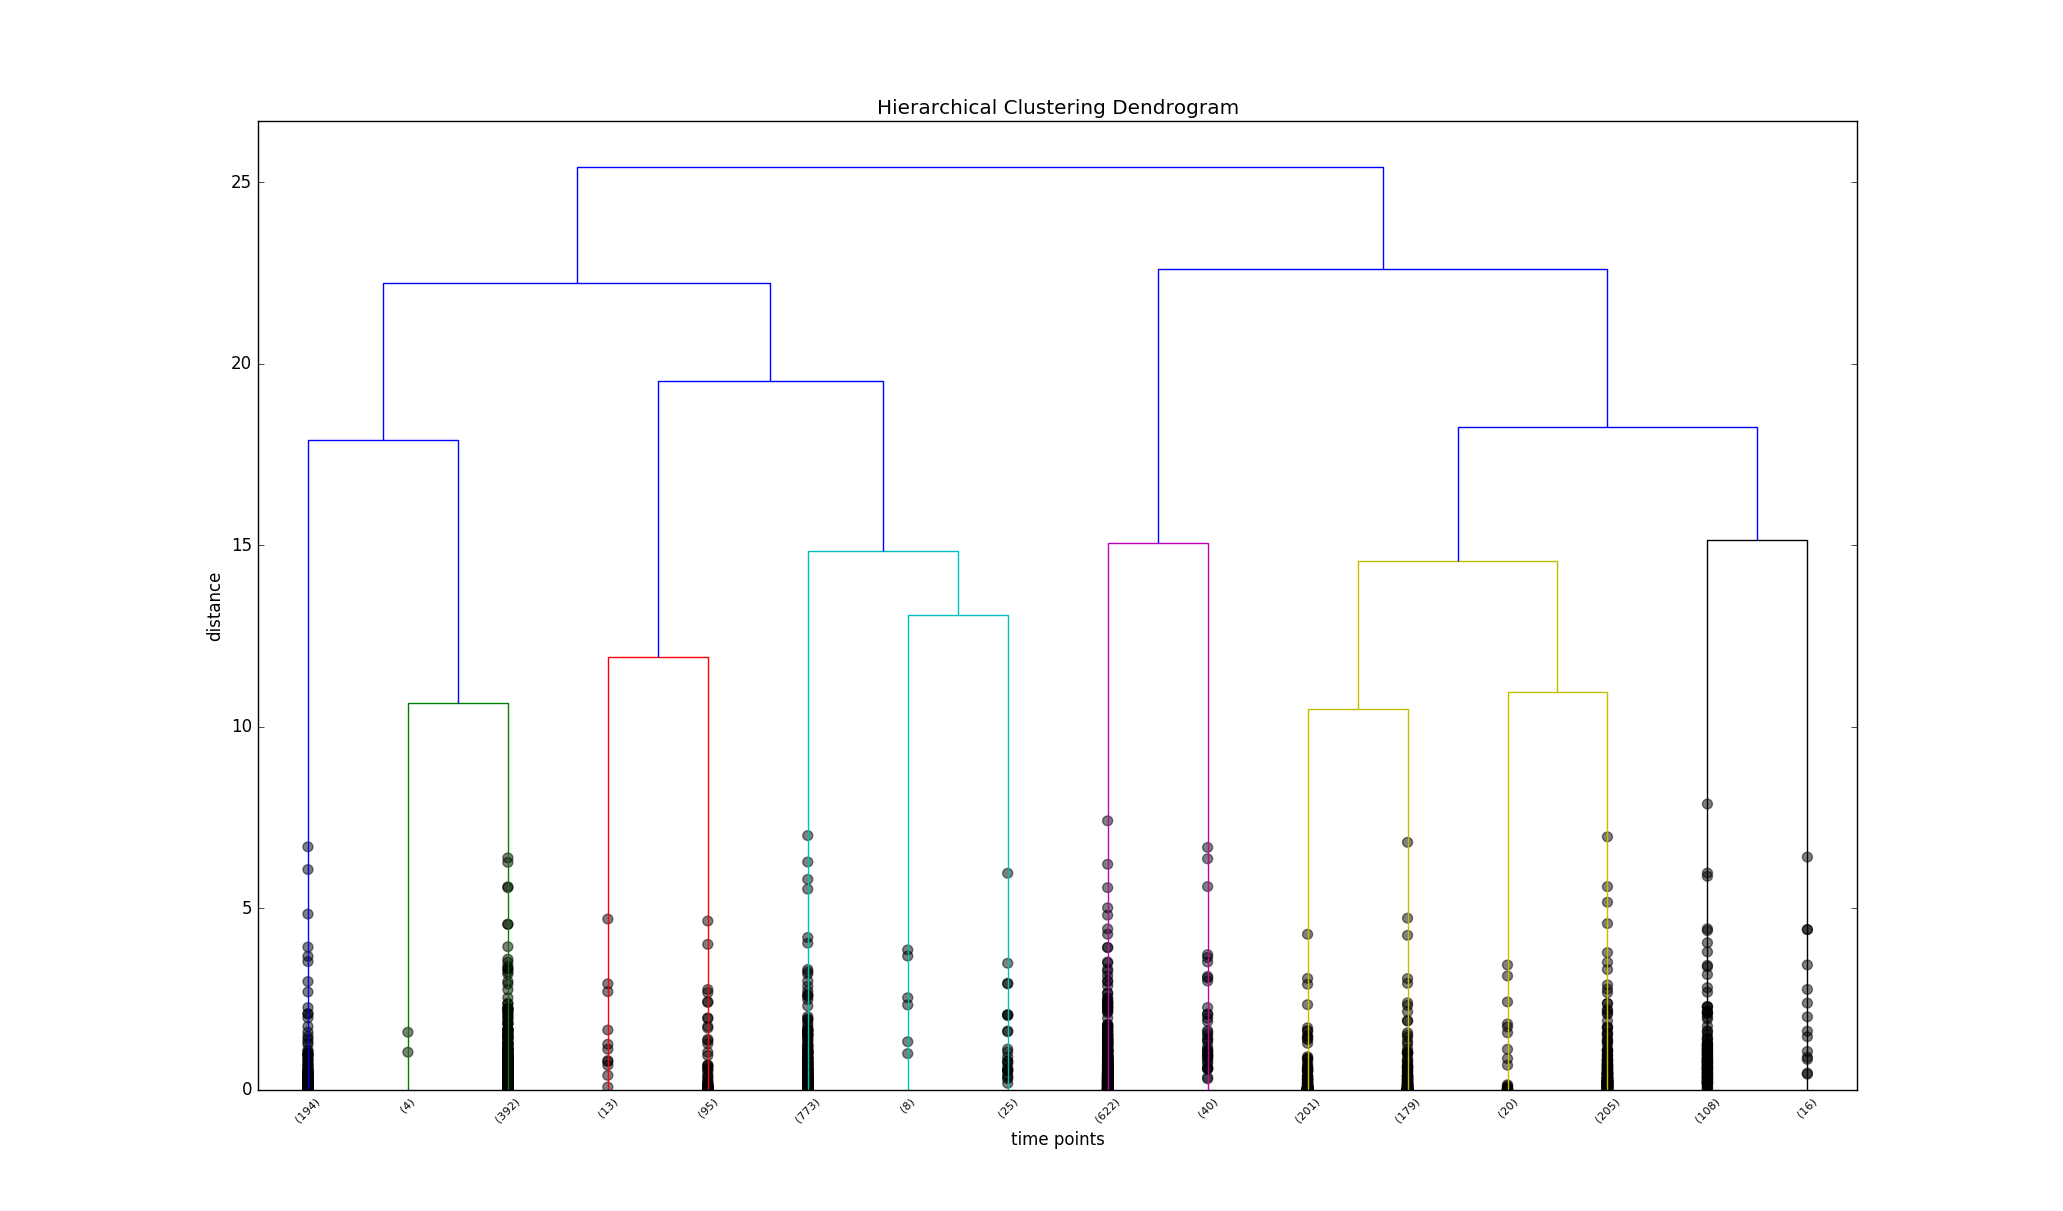 Hierarchical Clustering Dendrogram
25
20
15
10
5
0
distance
(194) (4) (392) (13) (95) (773) (8) (25) (622) (40) (201) (179) (20) (205) (108) (16)
time points